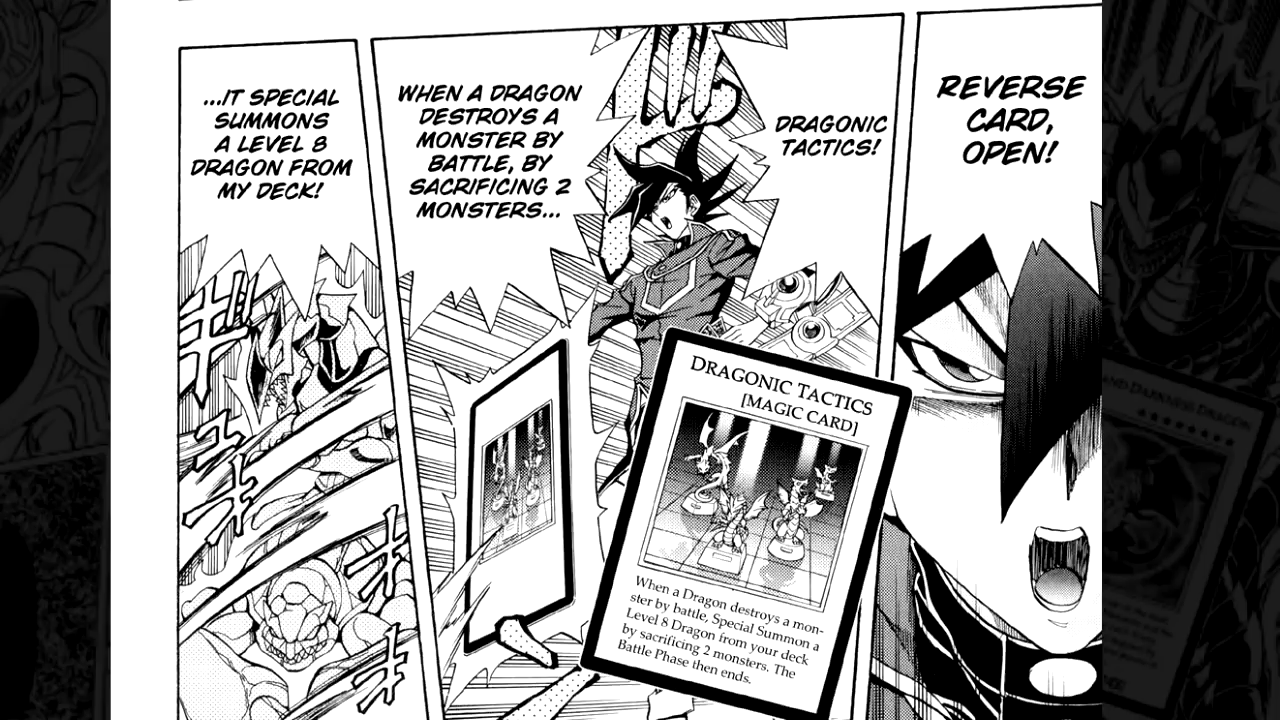 REVERSE
CARD,
OPEN!
DRAGONIC
TACTICS!
WHEN A DRAGON
DESTROYS A
MONSTER BY
BATTLE, BY
SACRIFICING 2
MONSTERS...
DRAGONIC TACTICS
[MAGIC CARD]
When a Dragon destroys a mon-
ster by battle, Special Summon a
Level 8 Dragon from your deck
by sacrificing 2 monsters. The
Battle Phase then ends.
...IT SPECIAL
SUMMONS
A LEVEL 8
DRAGON FROM
MY DECK!